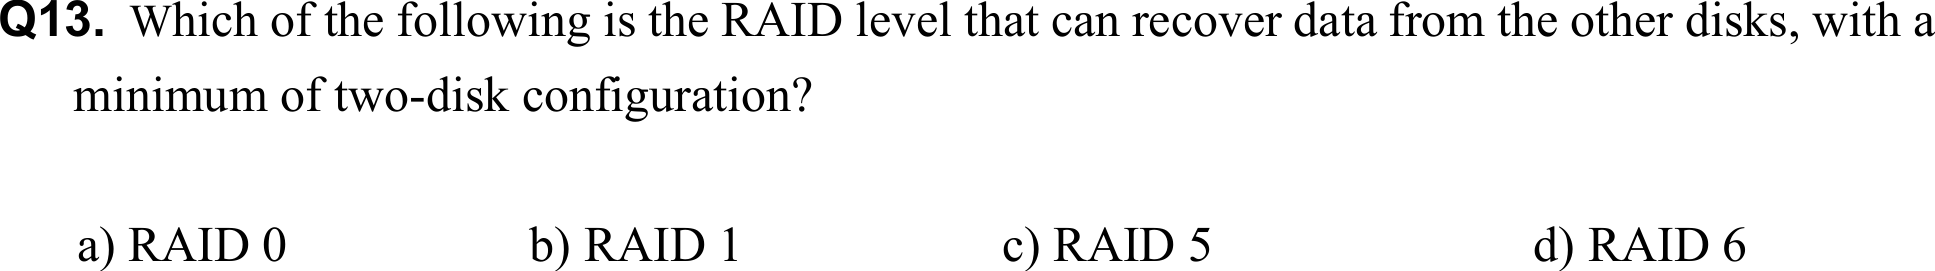 Q13. Which of the following is the RAID level that can recover data from the other disks, with a
minimum of two-disk configuration?
a) RAID 0 b) RAID 1 c) RAID 5 d) RAID 6